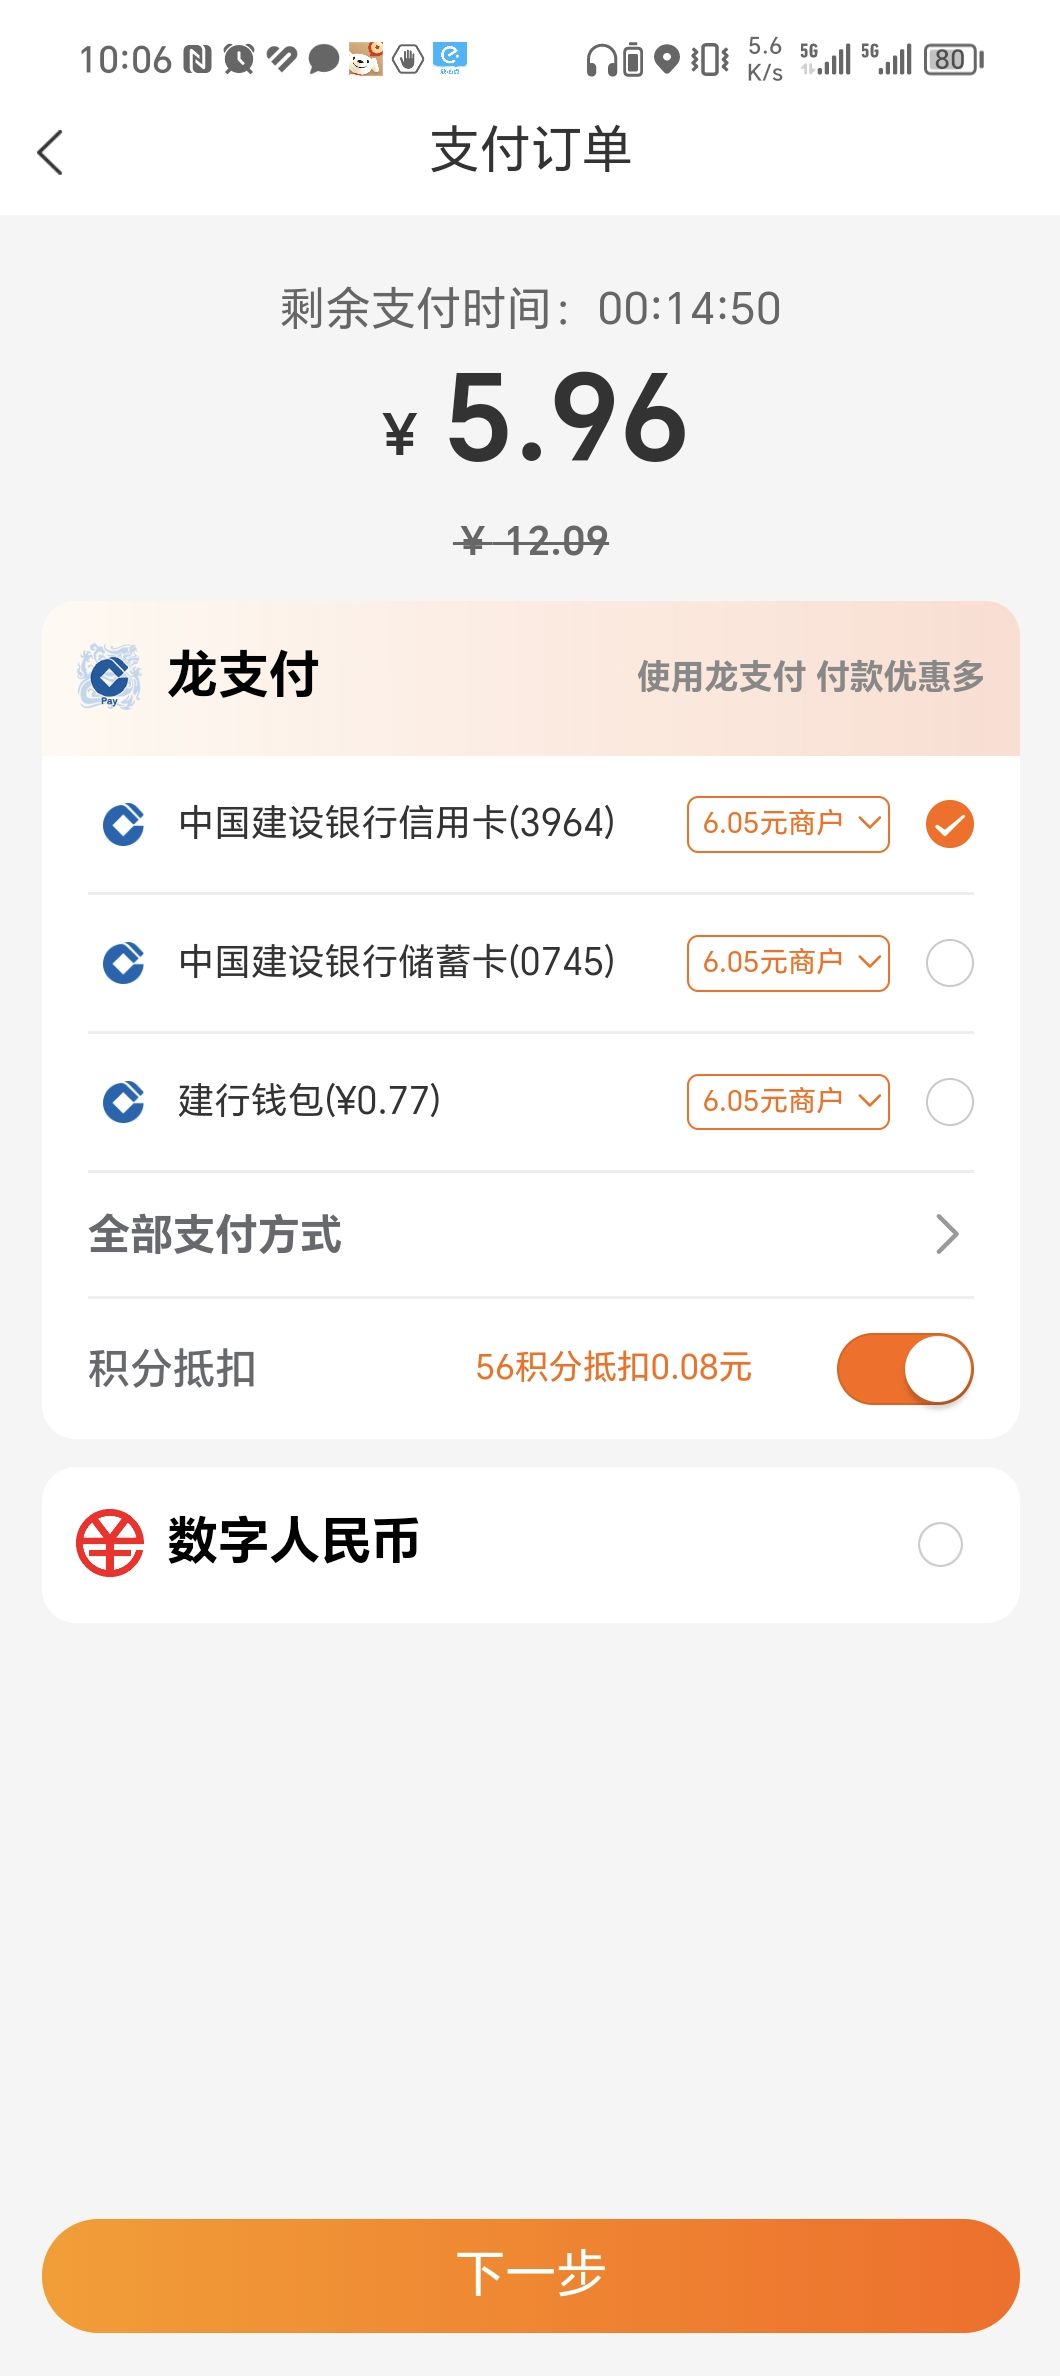 10:06
5.6
K/s
5G
5G
80
支付订单
剩余支付时间：00:14:50
¥ 5.96
¥ 12.09
Pay
龙支付
使用龙支付 付款优惠多
中国建设银行信用卡(3964)
6.05元商户
中国建设银行储蓄卡(0745)
6.05元商户
建行钱包(¥0.77)
6.05元商户
全部支付方式
积分抵扣
56积分抵扣0.08元
数字人民币
下一步